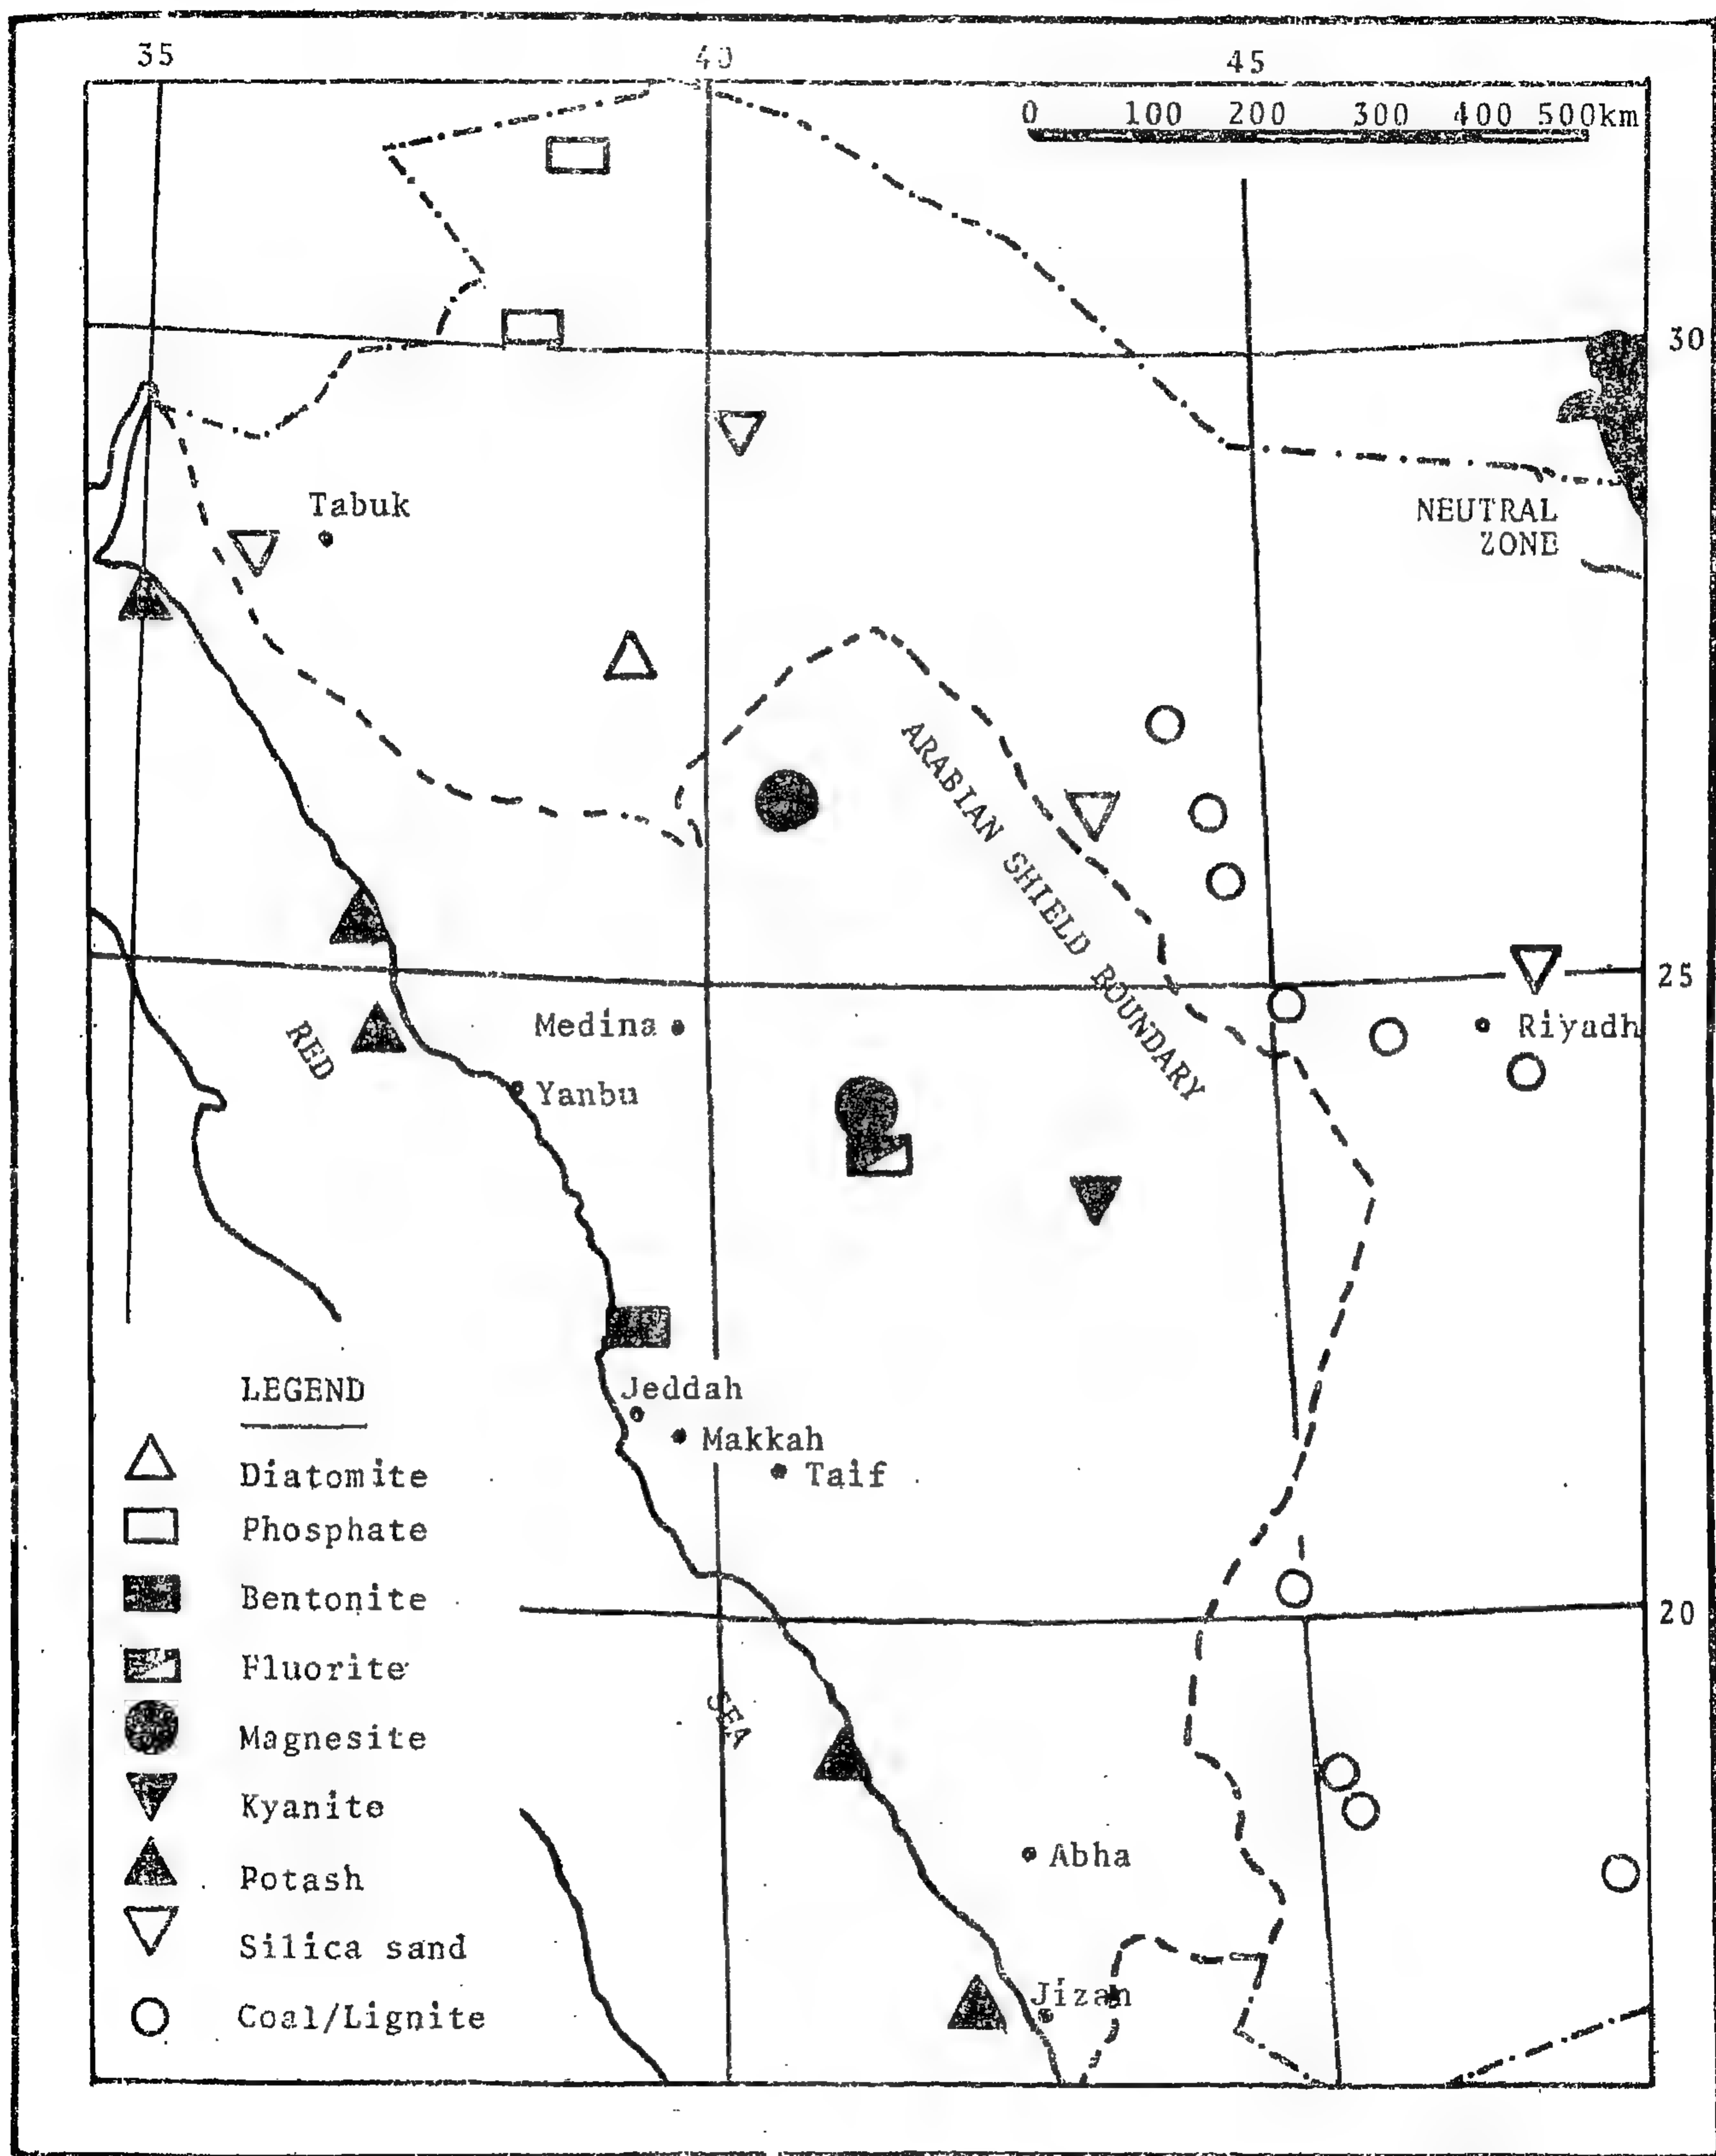 35 40 45
0 100 200 300 400 500km
30
NEUTRAL
ZONE
Tabuk
ARABIAN SHIELD BOUNDARY
25
Riyadh
Medina
RED
Yanbu
Jeddah
Makkah
Taif
20
SEA
Abha
Jizan
LEGEND
Diatomite
Phosphate
Bentonite
Fluorite
Magnesite
Kyanite
Potash
Silica sand
Coal/Lignite